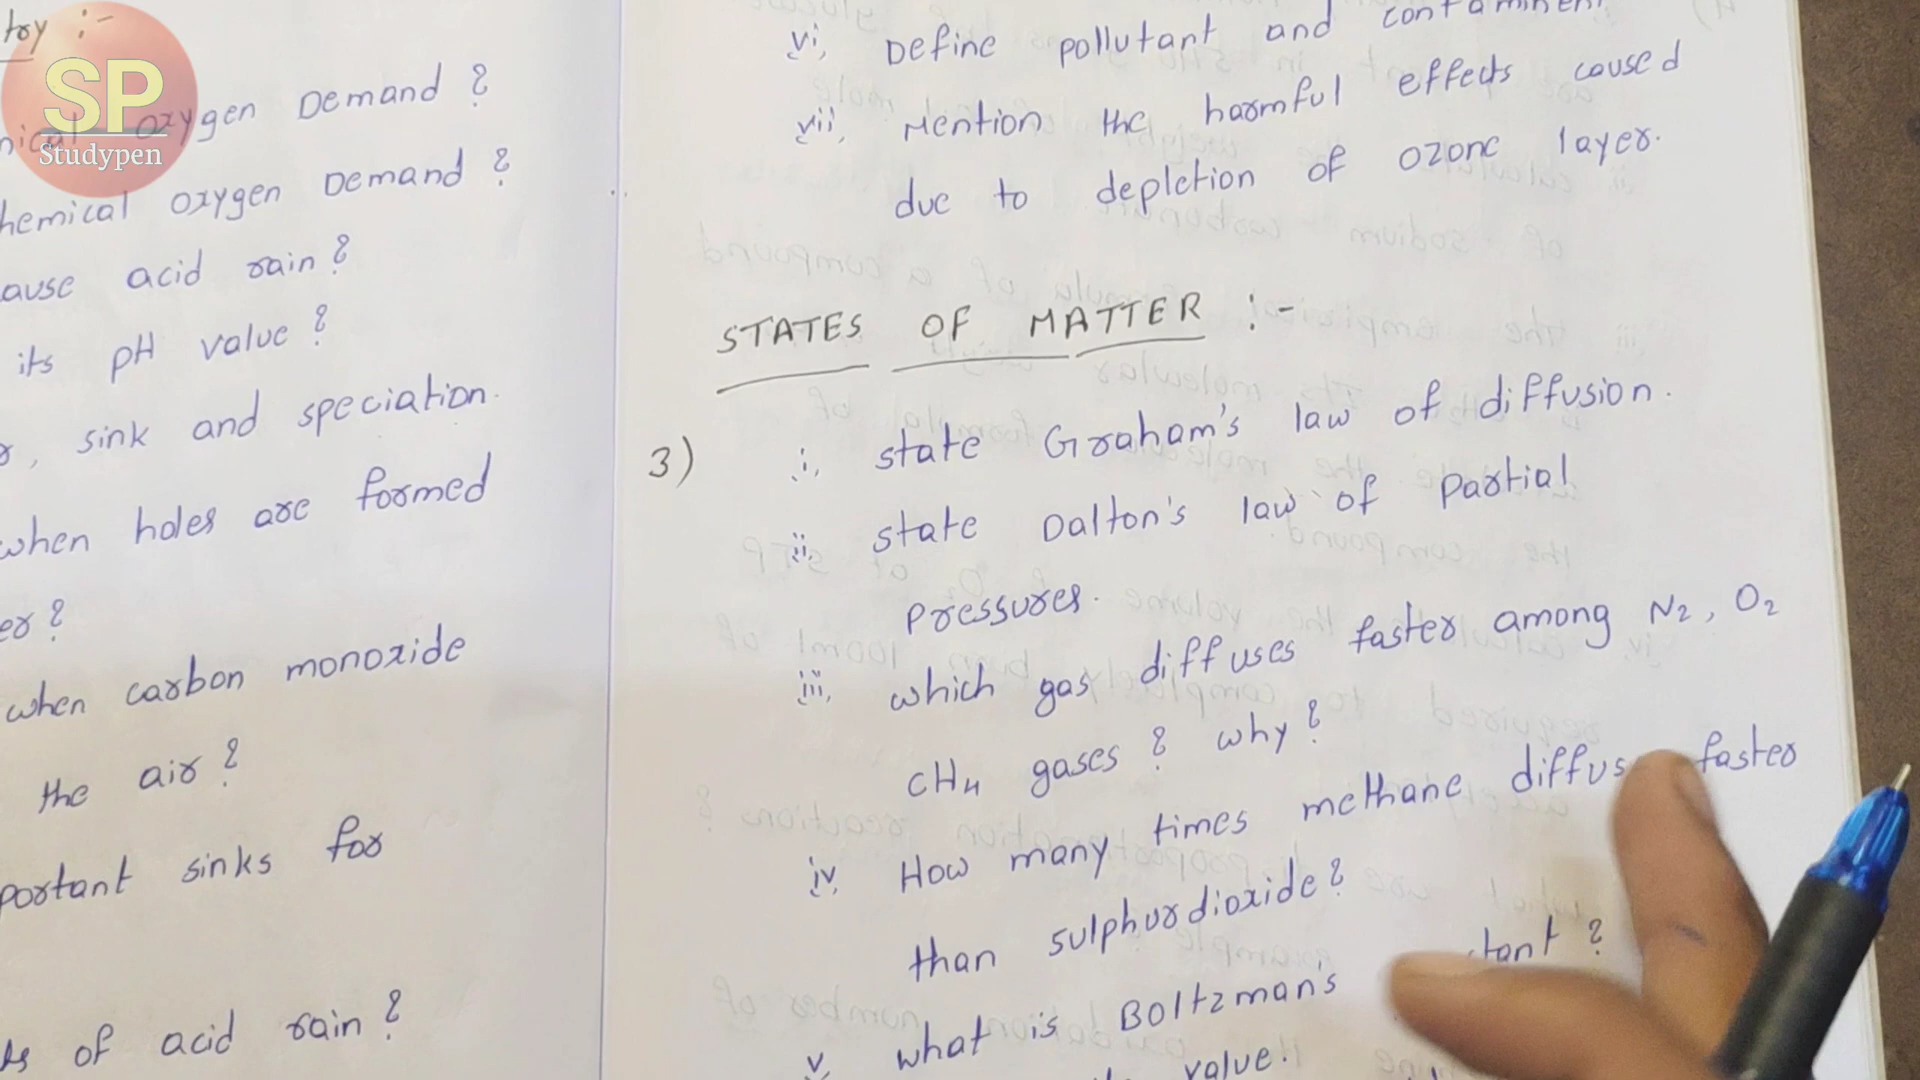 try :-
SP
Studypen
oxygen Demand ?
hemical oxygen Demand ?
ause acid rain ?
its pH value ?
r, sink and speciation.
when holes are formed
er ?
when carbon monoxide
the air ?
portant sinks for
ts of acid rain ?
vi, Define pollutant and
vii, Mention the harmful effects caused
due to depletion of ozone layer.
STATES OF MATTER :-
3) i, state Graham's law of diffusion.
ii, state Dalton's law of Partial
Pressures.
iii, which gas diffuses faster among N2, O2
CH4 gases ? why ?
iv, How many times methane diffus faster
than sulphurdioxide ?
v, what is Boltzman's tant ?
value.